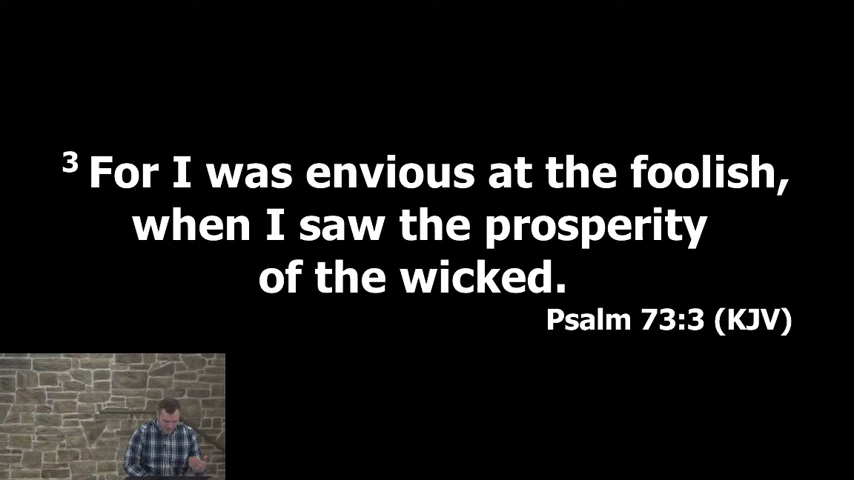 3 For I was envious at the foolish,
when I saw the prosperity
of the wicked.
Psalm 73:3 (KJV)